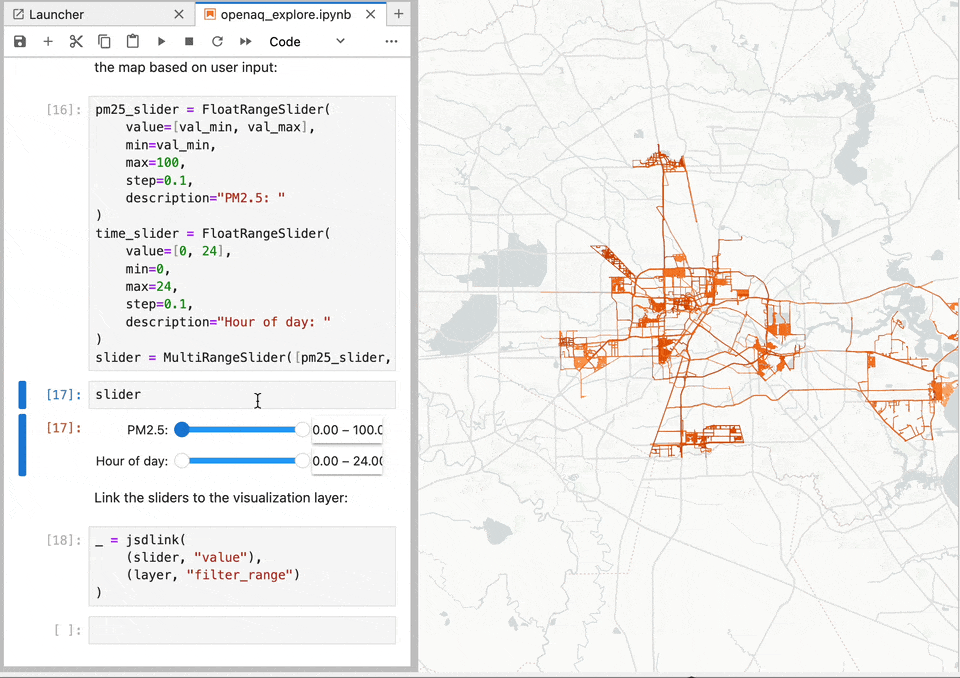 Launcher
openaq_explore.ipynb
Code
the map based on user input:
[16]:
pm25_slider = FloatRangeSlider(
value=[val_min, val_max],
min=val_min,
max=100,
step=0.1,
description="PM2.5: "
)
time_slider = FloatRangeSlider(
value=[0, 24],
min=0,
max=24,
step=0.1,
description="Hour of day: "
)
slider = MultiRangeSlider([pm25_slider,
[17]: slider
[17]:
PM2.5: 0.00 – 100.0
Hour of day: 0.00 – 24.00
Link the sliders to the visualization layer:
[18]: _ = jsdlink(
(slider, "value"),
(layer, "filter_range")
)
[ ]: